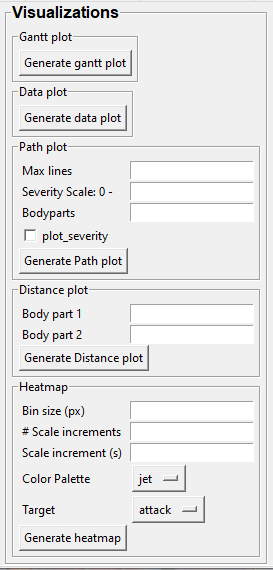 Visualizations
Gantt plot
Generate gantt plot
Data plot
Generate data plot
Path plot
Max lines
Severity Scale: 0 -
Bodyparts
plot_severity
Generate Path plot
Distance plot
Body part 1
Body part 2
Generate Distance plot
Heatmap
Bin size (px)
# Scale increments
Scale increment (s)
Color Palette jet
Target attack
Generate heatmap